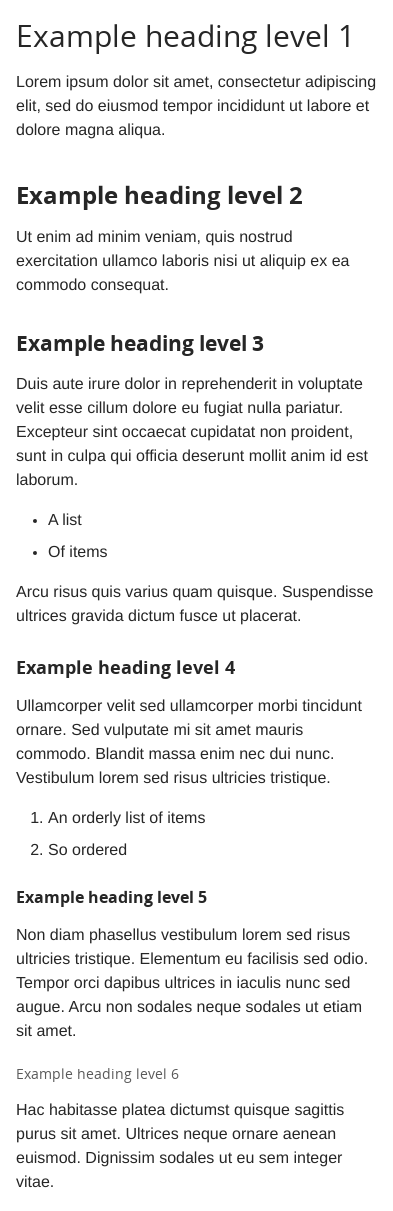 Example heading level 1
Lorem ipsum dolor sit amet, consectetur adipiscing
elit, sed do eiusmod tempor incididunt ut labore et
dolore magna aliqua.
Example heading level 2
Ut enim ad minim veniam, quis nostrud
exercitation ullamco laboris nisi ut aliquip ex ea
commodo consequat.
Example heading level 3
Duis aute irure dolor in reprehenderit in voluptate
velit esse cillum dolore eu fugiat nulla pariatur.
Excepteur sint occaecat cupidatat non proident,
sunt in culpa qui officia deserunt mollit anim id est
laborum.
• A list
• Of items
Arcu risus quis varius quam quisque. Suspendisse
ultrices gravida dictum fusce ut placerat.
Example heading level 4
Ullamcorper velit sed ullamcorper morbi tincidunt
ornare. Sed vulputate mi sit amet mauris
commodo. Blandit massa enim nec dui nunc.
Vestibulum lorem sed risus ultricies tristique.
1. An orderly list of items
2. So ordered
Example heading level 5
Non diam phasellus vestibulum lorem sed risus
ultricies tristique. Elementum eu facilisis sed odio.
Tempor orci dapibus ultrices in iaculis nunc sed
augue. Arcu non sodales neque sodales ut etiam
sit amet.
Example heading level 6
Hac habitasse platea dictumst quisque sagittis
purus sit amet. Ultrices neque ornare aenean
euismod. Dignissim sodales ut eu sem integer
vitae.